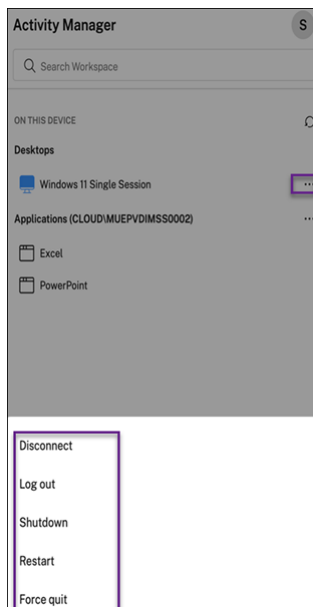 Activity Manager
S
Search Workspace
ON THIS DEVICE
Desktops
Windows 11 Single Session
Applications (CLOUD\MUEPVDIMSS0002)
Excel
PowerPoint
Disconnect
Log out
Shutdown
Restart
Force quit